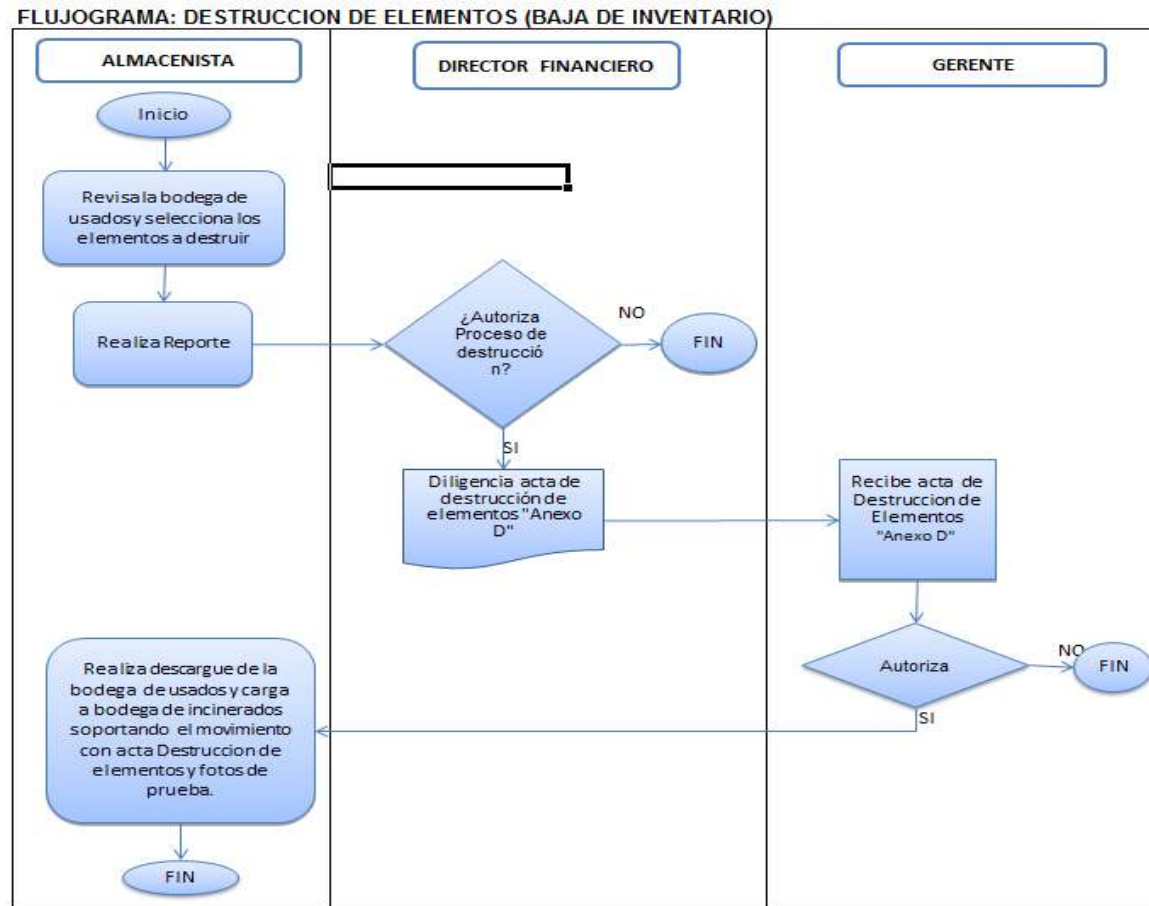 FLUJOGRAMA: DESTRUCCION DE ELEMENTOS (BAJA DE INVENTARIO)
ALMACENISTA
DIRECTOR FINANCIERO
GERENTE
Inicio
Revisa la bodega de
usados y selecciona los
elementos a destruir
Realiza Reporte
¿Autoriza
Proceso de
destrucció
n?
NO
FIN
SI
Diligencia acta de
destrucción de
elementos "Anexo
D"
Recibe acta de
Destruccion de
Elementos
"Anexo D"
Autoriza
NO
FIN
SI
Realiza descargue de la
bodega de usados y carga
a bodega de incinerados
soportando el movimiento
con acta Destruccion de
elementos y fotos de
prueba.
FIN